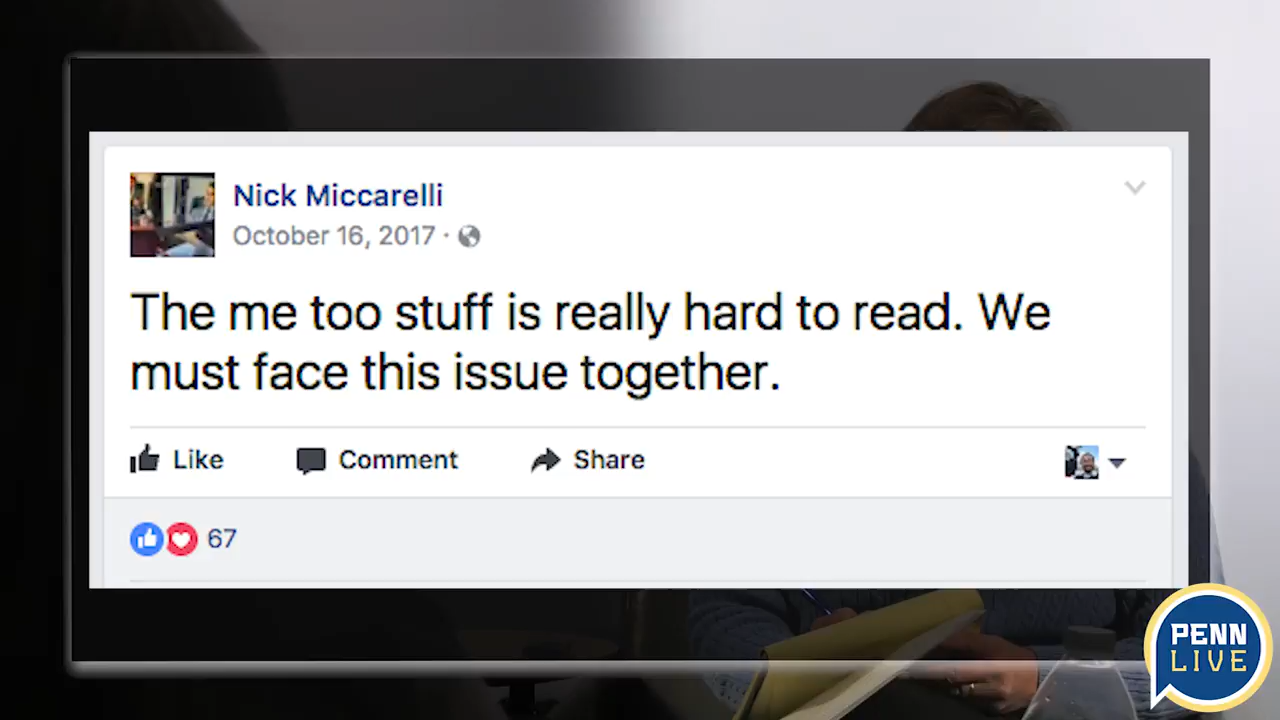 Nick Miccarelli
October 16, 2017 ·
The me too stuff is really hard to read. We
must face this issue together.
Like Comment Share
67
PENN
LIVE